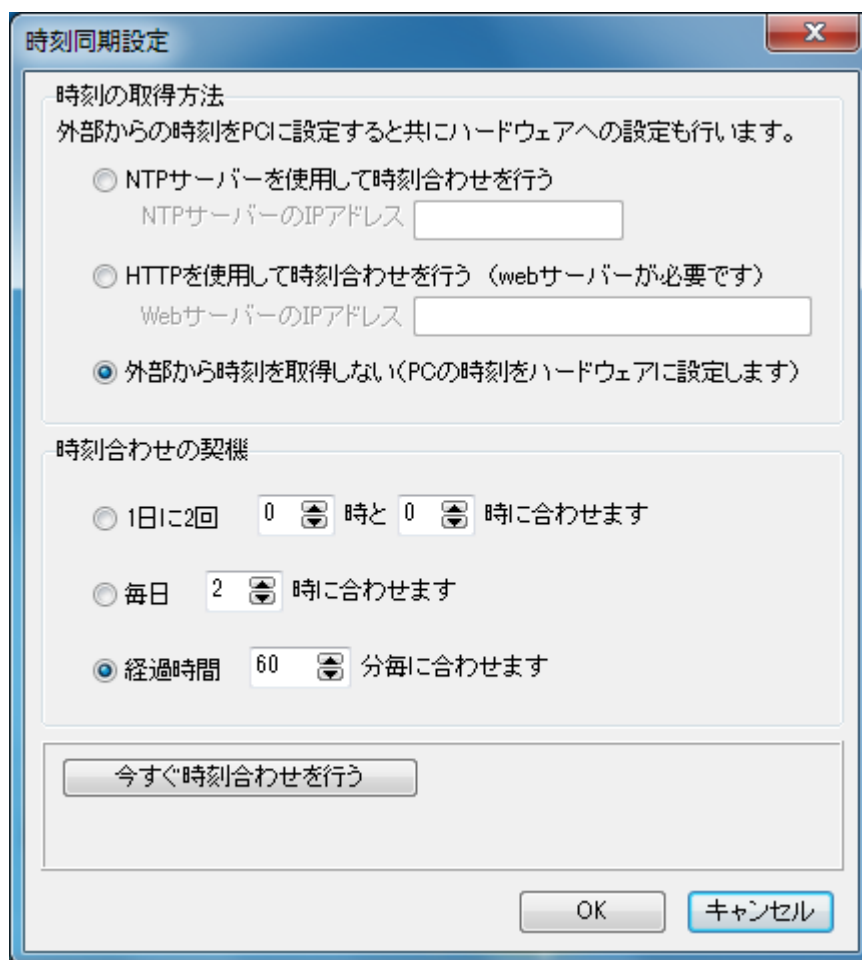 時刻同期設定
時刻の取得方法
外部からの時刻をPCに設定すると共にハードウェアへの設定も行います。
NTPサーバーを使用して時刻合わせを行う
NTPサーバーのIPアドレス
HTTPを使用して時刻合わせを行う（webサーバーが必要です）
WebサーバーのIPアドレス
外部から時刻を取得しない(PCの時刻をハードウェアに設定します)
時刻合わせの契機
1日に2回 0 時と 0 時に合わせます
毎日 2 時に合わせます
経過時間 60 分毎に合わせます
今すぐ時刻合わせを行う
OK キャンセル